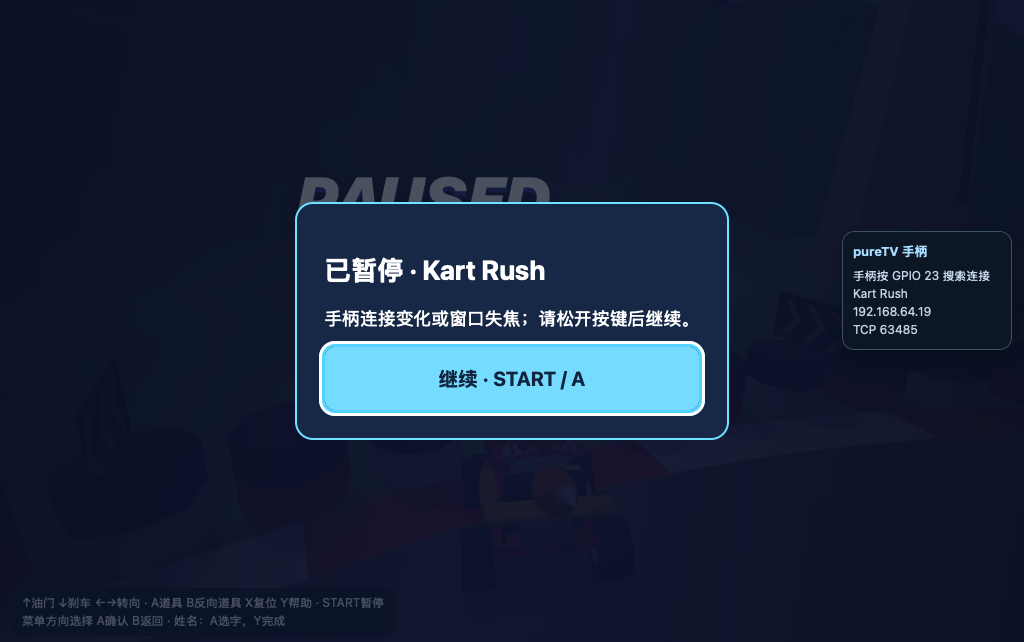 PAUSED
已暂停 · Kart Rush
手柄连接变化或窗口失焦；请松开按键后继续。
继续 · START / A
pureTV 手柄
手柄按 GPIO 23 搜索连接
Kart Rush
192.168.64.19
TCP 63485
↑油门 ↓刹车 ←→转向 · A道具 B反向道具 X复位 Y帮助 · START暂停
菜单方向选择 A确认 B返回 · 姓名：A选字，Y完成